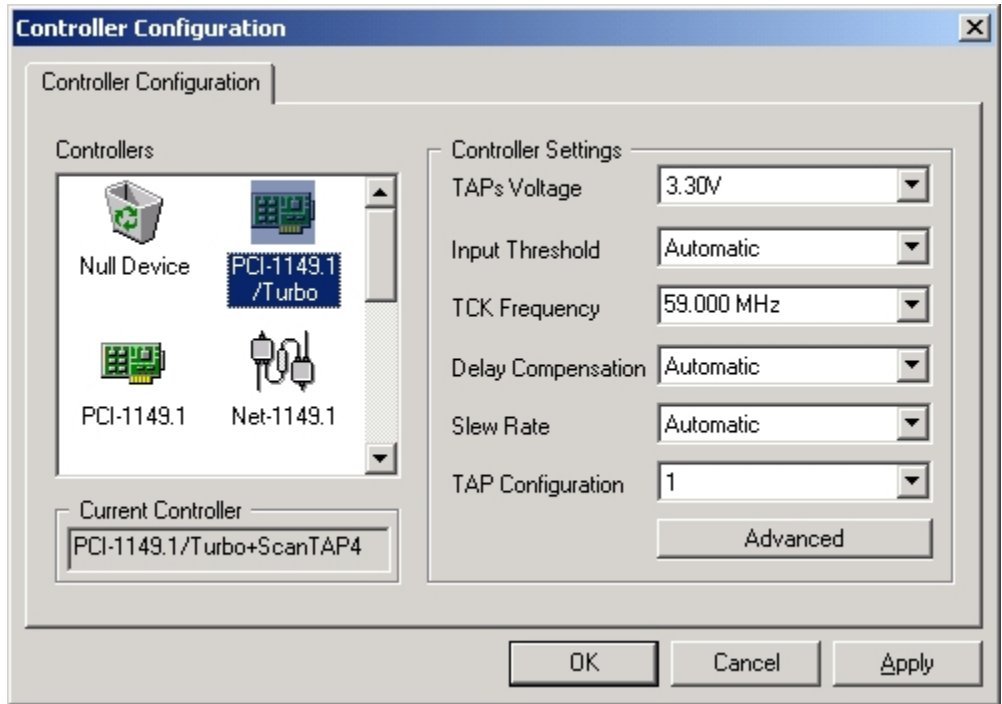 Controller Configuration
Controller Configuration
Controllers
Null Device
PCI-1149.1
/Turbo
PCI-1149.1
Net-1149.1
Current Controller
PCI-1149.1/Turbo+ScanTAP4
Controller Settings
TAPs Voltage 3.30V
Input Threshold Automatic
TCK Frequency 59.000 MHz
Delay Compensation Automatic
Slew Rate Automatic
TAP Configuration 1
Advanced
OK Cancel Apply